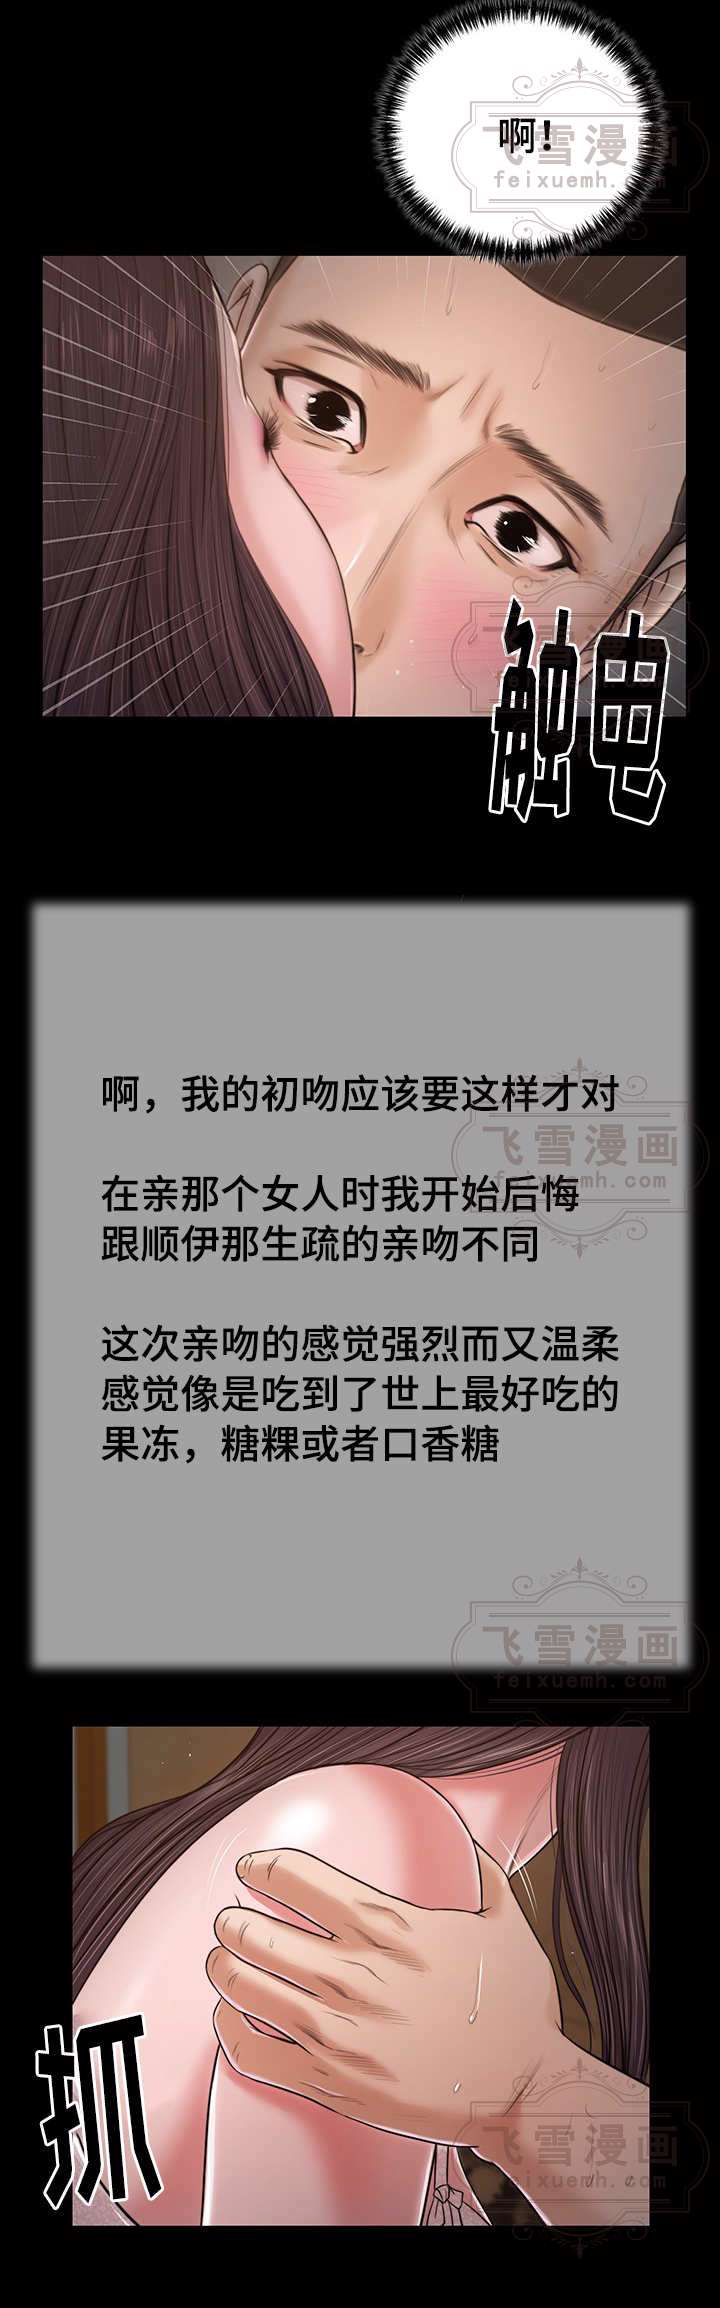 啊！
飞雪漫画
feixuemh.com
触电
飞雪漫画
啊，我的初吻应该要这样才对
飞雪漫画
feixuemh.com
在亲那个女人时我开始后悔
跟顺伊那生疏的亲吻不同
这次亲吻的感觉强烈而又温柔
感觉像是吃到了世上最好吃的
果冻，糖粿或者口香糖
飞雪漫画
feixuemh.com
抓
飞雪漫画
feixuemh.com